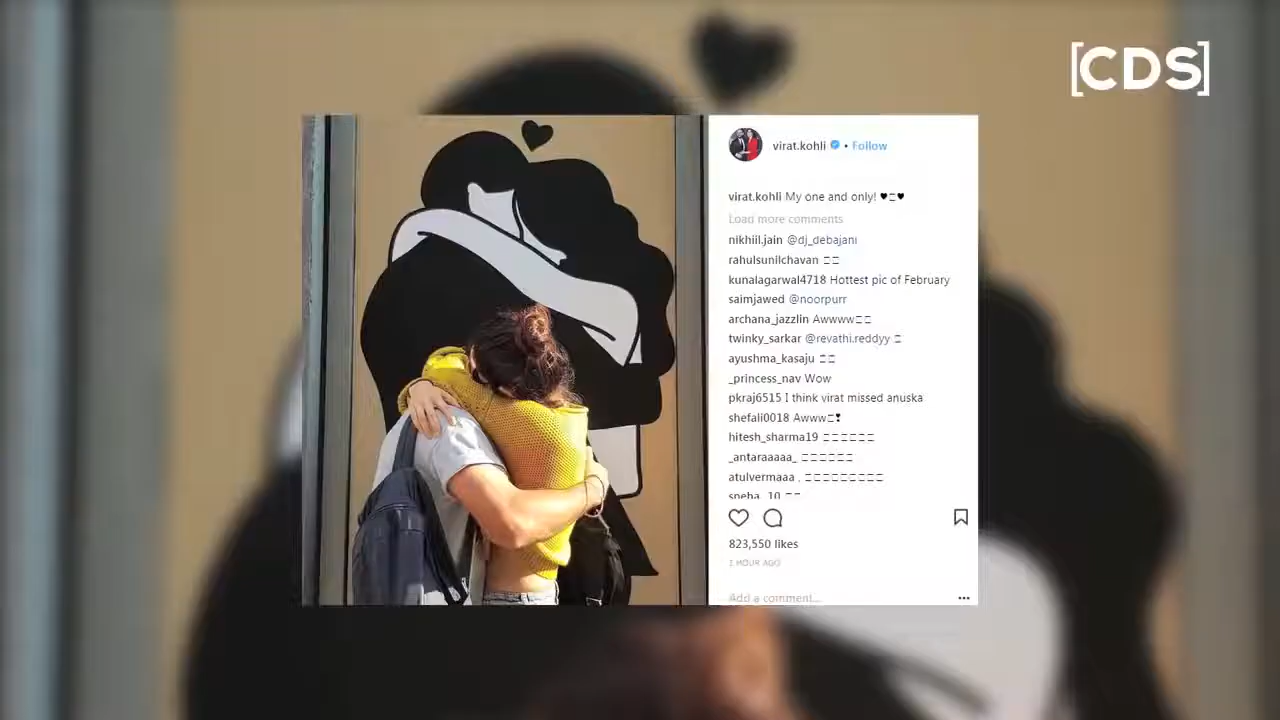 [CDS]
virat.kohli • Follow
virat.kohli My one and only! ♥□♥
Load more comments
nikhiil.jain @dj_debajani
rahulsunilchavan □□
kunalagarwal4718 Hottest pic of February
saimjawed @noorpurr
archana_jazzlin Awwww□□
twinky_sarkar @revathi.reddyy □
ayushma_kasaju □□
_princess_nav Wow
pkraj6515 I think virat missed anuska
shefali0018 Awww□❣
hitesh_sharma19 □□□□□□
_antaraaaaa_ □□□□□□
atulvermaaa . □□□□□□□□□
sneha_10 □□
823,550 likes
1 HOUR AGO
Add a comment...